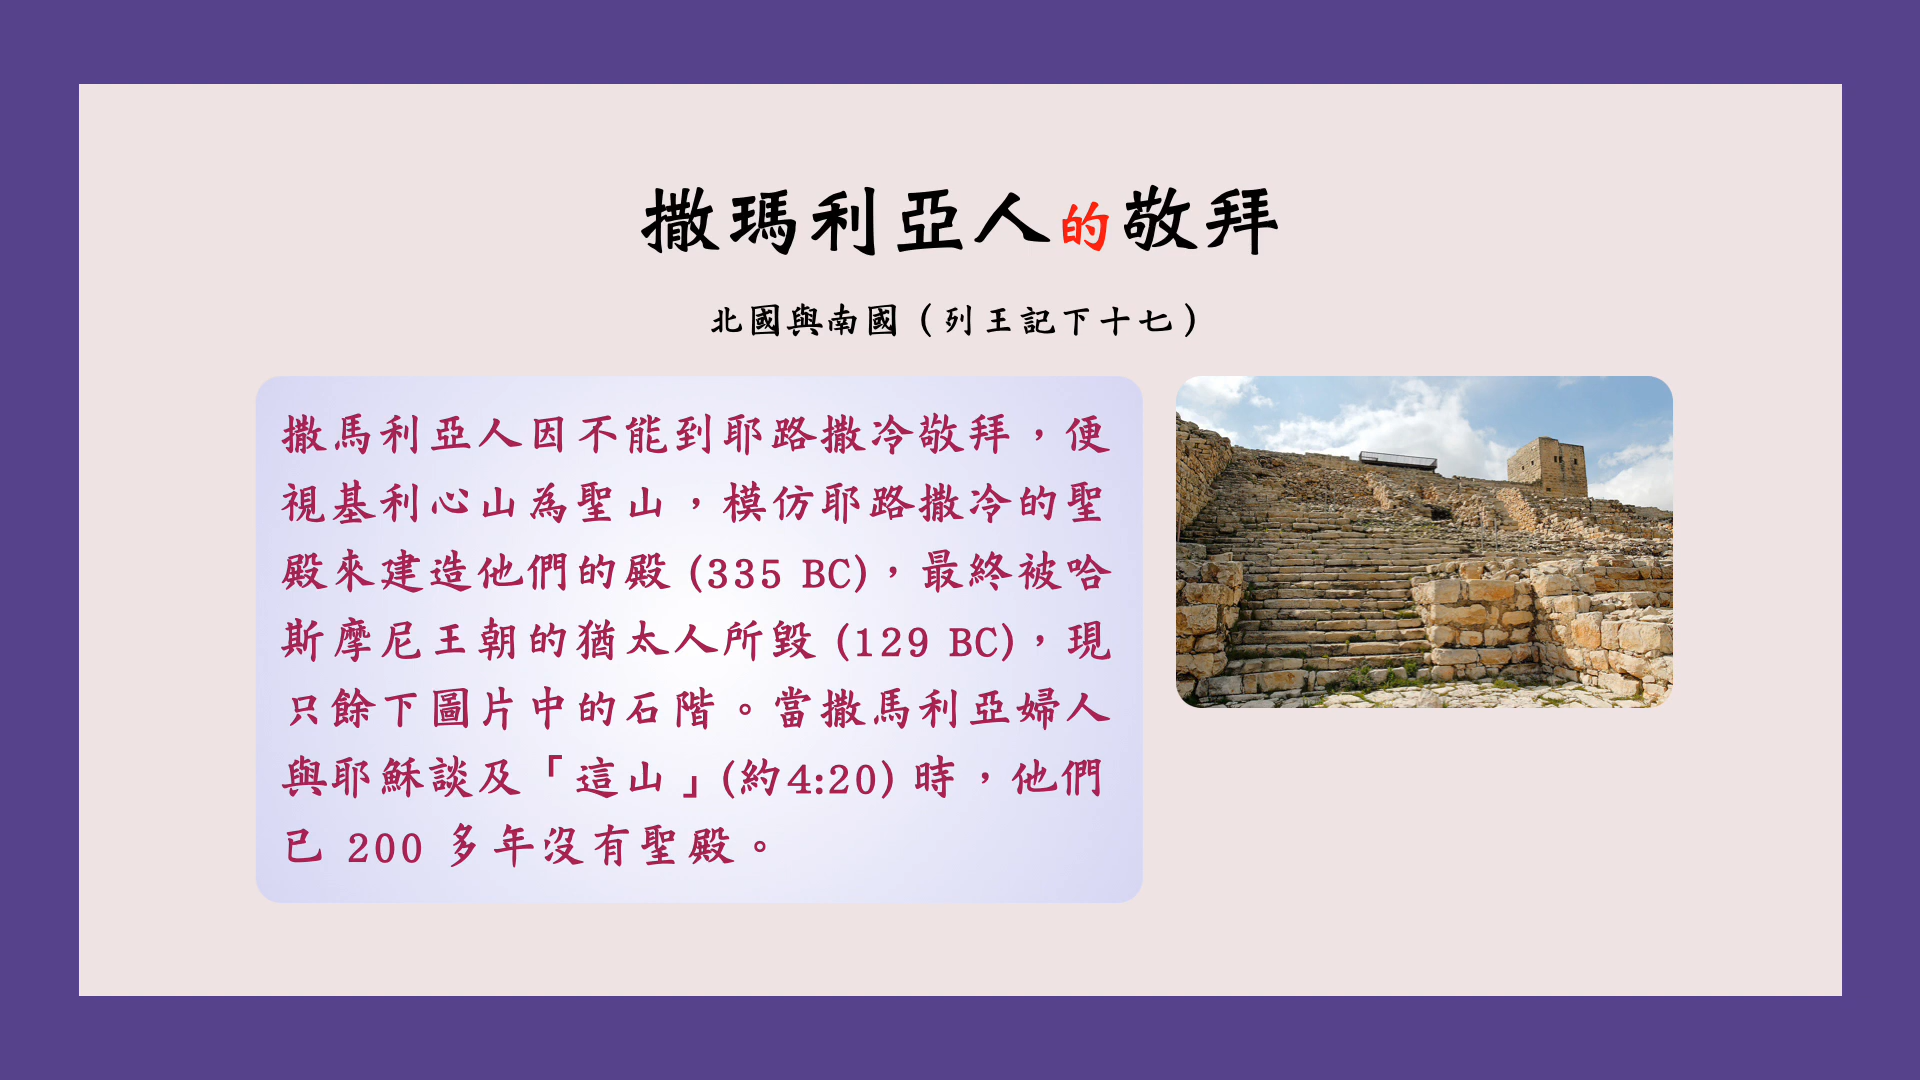 撒瑪利亞人的敬拜
北國與南國（列王記下十七）
撒馬利亞人因不能到耶路撒冷敬拜，便
視基利心山為聖山，模仿耶路撒冷的聖
殿來建造他們的殿 (335 BC)，最終被哈
斯摩尼王朝的猶太人所毀 (129 BC)，現
只餘下圖片中的石階。當撒馬利亞婦人
與耶穌談及「這山」(約4:20) 時，他們
已 200 多年沒有聖殿。